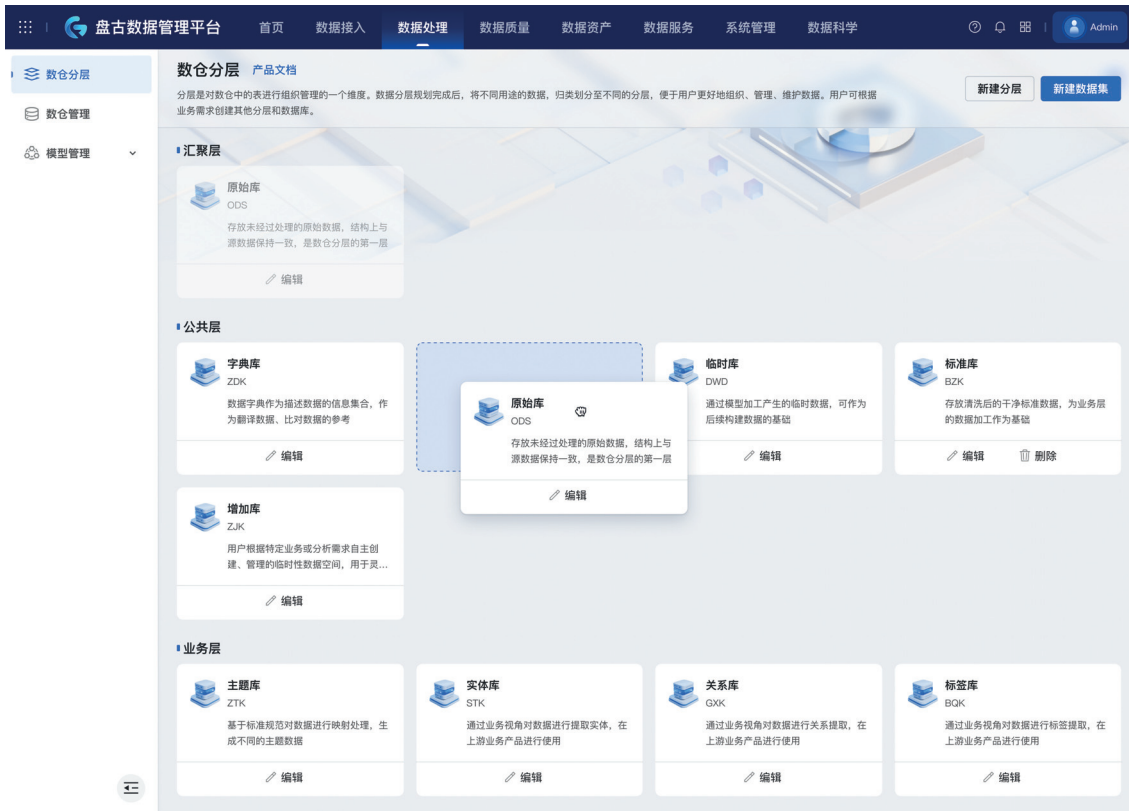 盘古数据管理平台 首页 数据接入 数据处理 数据质量 数据资产 数据服务 系统管理 数据科学 Admin
数仓分层
数仓管理
模型管理
数仓分层 产品文档
分层是对数仓中的表进行组织管理的一个维度。数据分层规划完成后，将不同用途的数据，归类划分至不同的分层，便于用户更好地组织、管理、维护数据。用户可根据
业务需求创建其他分层和数据库。
新建分层 新建数据集
汇聚层
原始库
ODS
存放未经过处理的原始数据，结构上与
源数据保持一致，是数仓分层的第一层
编辑
公共层
字典库
ZDK
数据字典作为描述数据的信息集合，作
为翻译数据、比对数据的参考
编辑
原始库
ODS
存放未经过处理的原始数据，结构上与
源数据保持一致，是数仓分层的第一层
编辑
临时库
DWD
通过模型加工产生的临时数据，可作为
后续构建数据的基础
编辑
标准库
BZK
存放清洗后的干净标准数据，为业务层
的数据加工作为基础
编辑 删除
增加库
ZJK
用户根据特定业务或分析需求自主创
建、管理的临时性数据空间，用于灵...
编辑
业务层
主题库
ZTK
基于标准规范对数据进行映射处理，生
成不同的主题数据
编辑
实体库
STK
通过业务视角对数据进行提取实体，在
上游业务产品进行使用
编辑
关系库
GXK
通过业务视角对数据进行关系提取，在
上游业务产品进行使用
编辑
标签库
BQK
通过业务视角对数据进行标签提取，在
上游业务产品进行使用
编辑